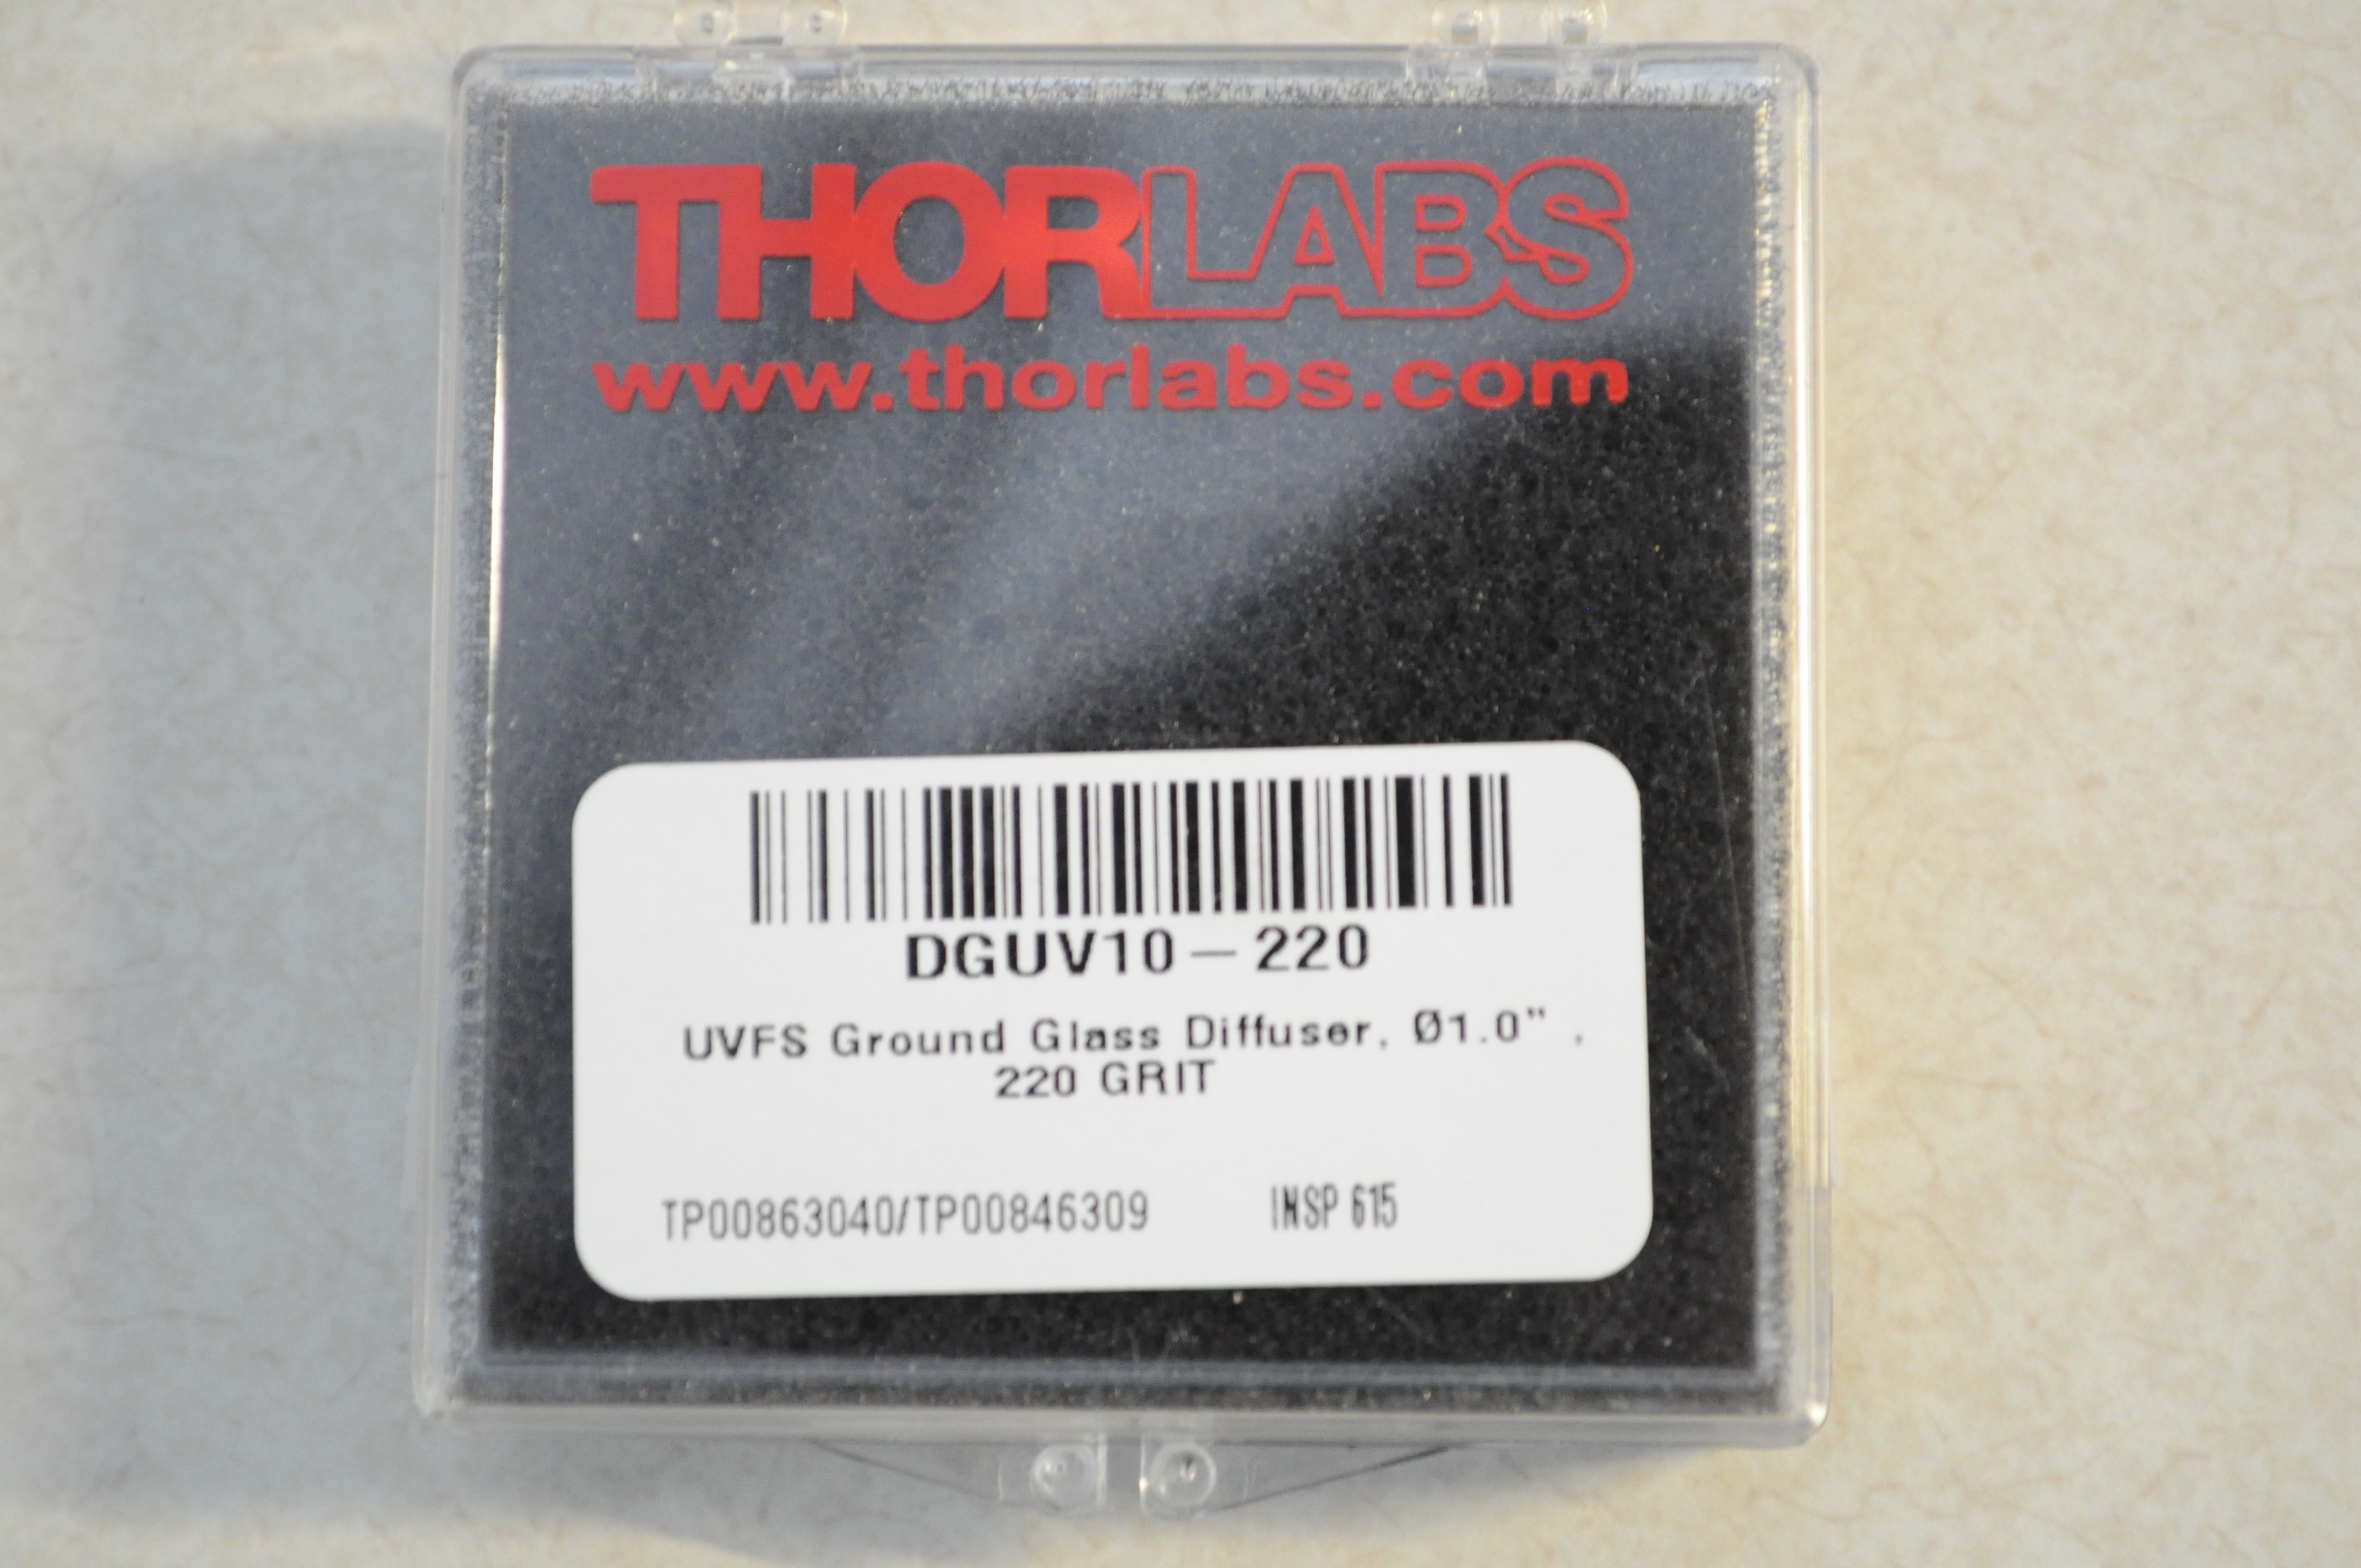 THORLABS
www.thorlabs.com
DGUV10-220
UVFS Ground Glass Diffuser, Ø1.0" ,
220 GRIT
TP00863040/TP00846309 INSP 615